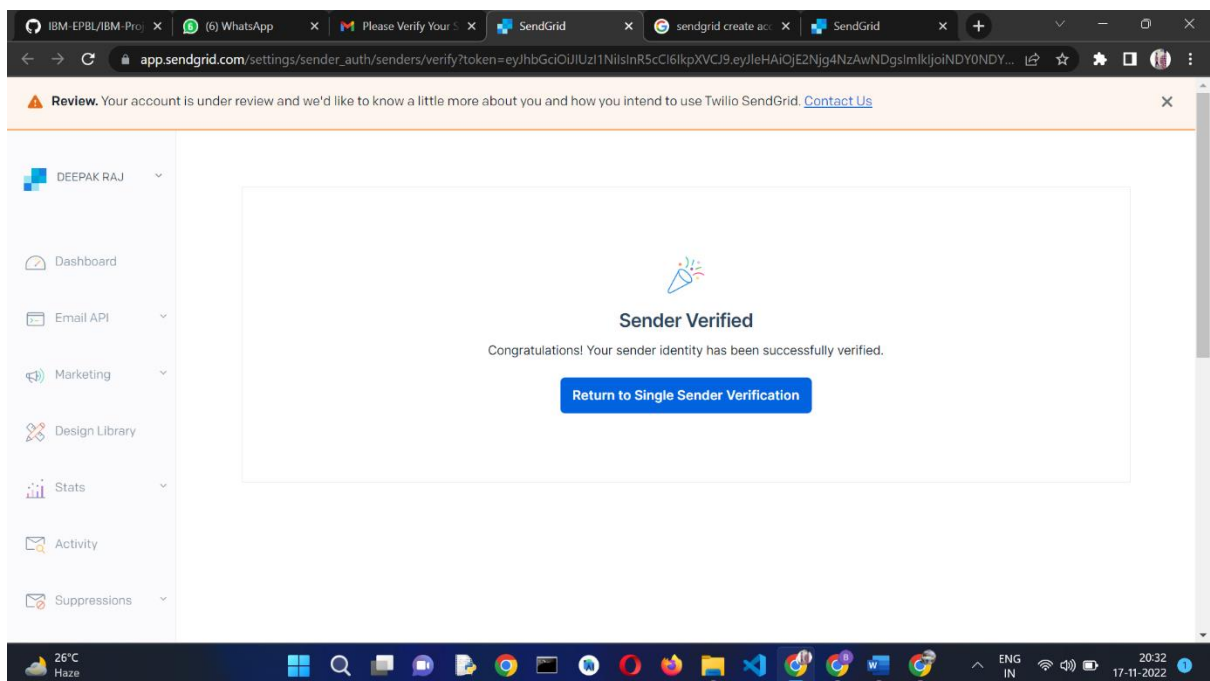 IBM-EPBL/IBM-Proj
(6) WhatsApp
Please Verify Your S
SendGrid
sendgrid create acc
SendGrid
app.sendgrid.com/settings/sender_auth/senders/verify?token=eyJhbGciOiJIUzI1NiIsInR5cCI6IkpXVCJ9.eyJleHAiOjE2Njg4NzAwNDgsImlkIjoiNDY0NDY...
Review. Your account is under review and we'd like to know a little more about you and how you intend to use Twilio SendGrid. Contact Us
DEEPAK RAJ
Dashboard
Email API
Marketing
Design Library
Stats
Activity
Suppressions
Sender Verified
Congratulations! Your sender identity has been successfully verified.
Return to Single Sender Verification
26°C
Haze
ENG
IN
20:32
17-11-2022
1